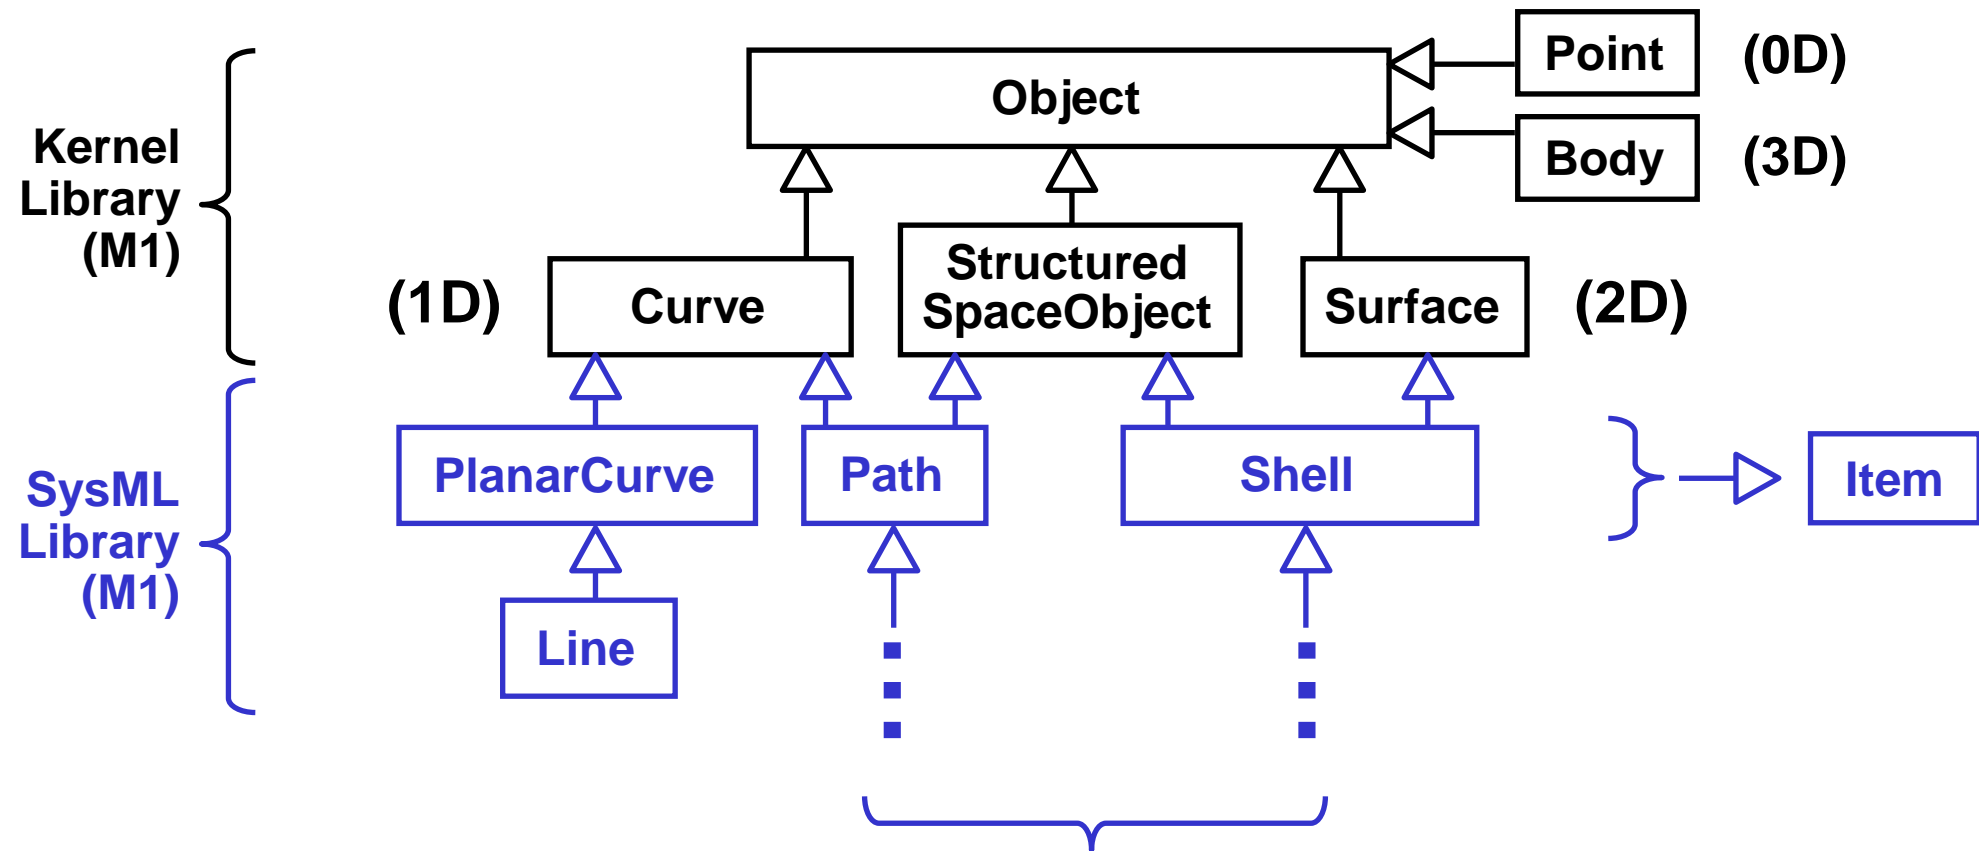 Point
(0D)
Object
Kernel
Library
(M1)
Body
(3D)
(1D)
Curve
Structured
SpaceObject
Surface
(2D)
SysML
Library
(M1)
PlanarCurve
Path
Shell
Item
Line